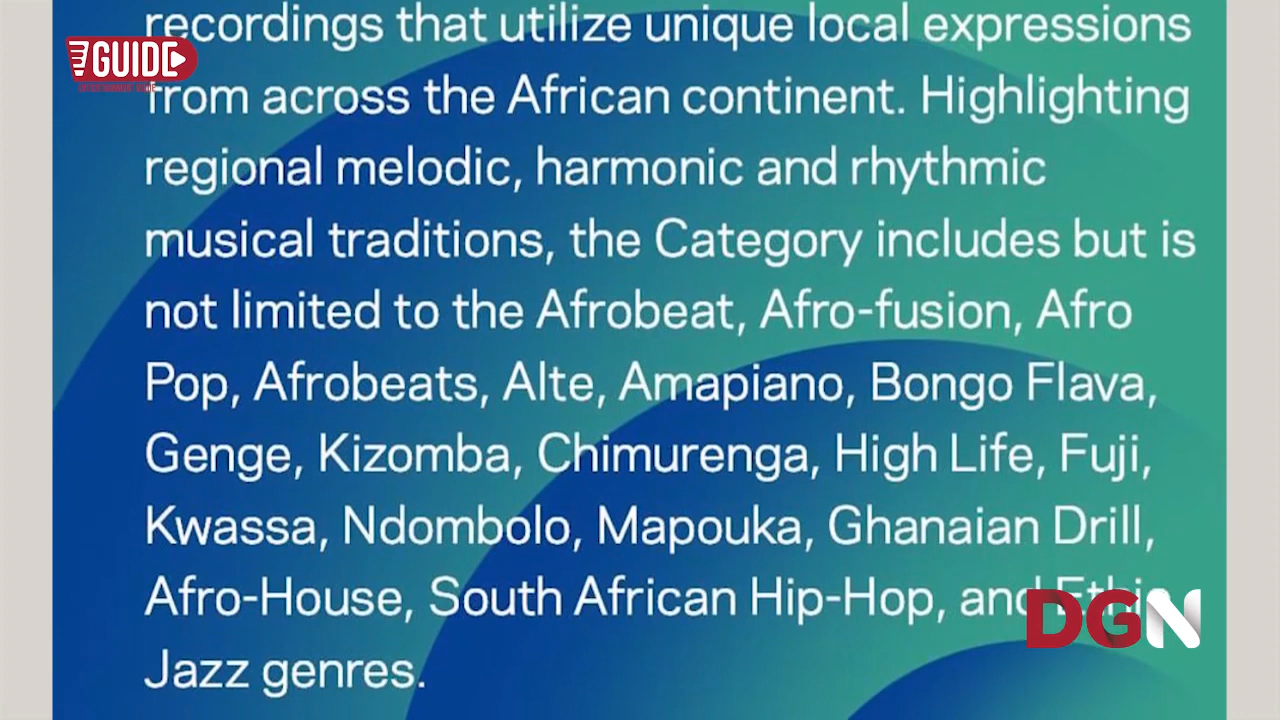 recordings that utilize unique local expressions
GUIDE
from across the African continent. Highlighting
regional melodic, harmonic and rhythmic
musical traditions, the Category includes but is
not limited to the Afrobeat, Afro-fusion, Afro
Pop, Afrobeats, Alte, Amapiano, Bongo Flava,
Genge, Kizomba, Chimurenga, High Life, Fuji,
Kwassa, Ndombolo, Mapouka, Ghanaian Drill,
Afro-House, South African Hip-Hop, and
DGN
Jazz genres.